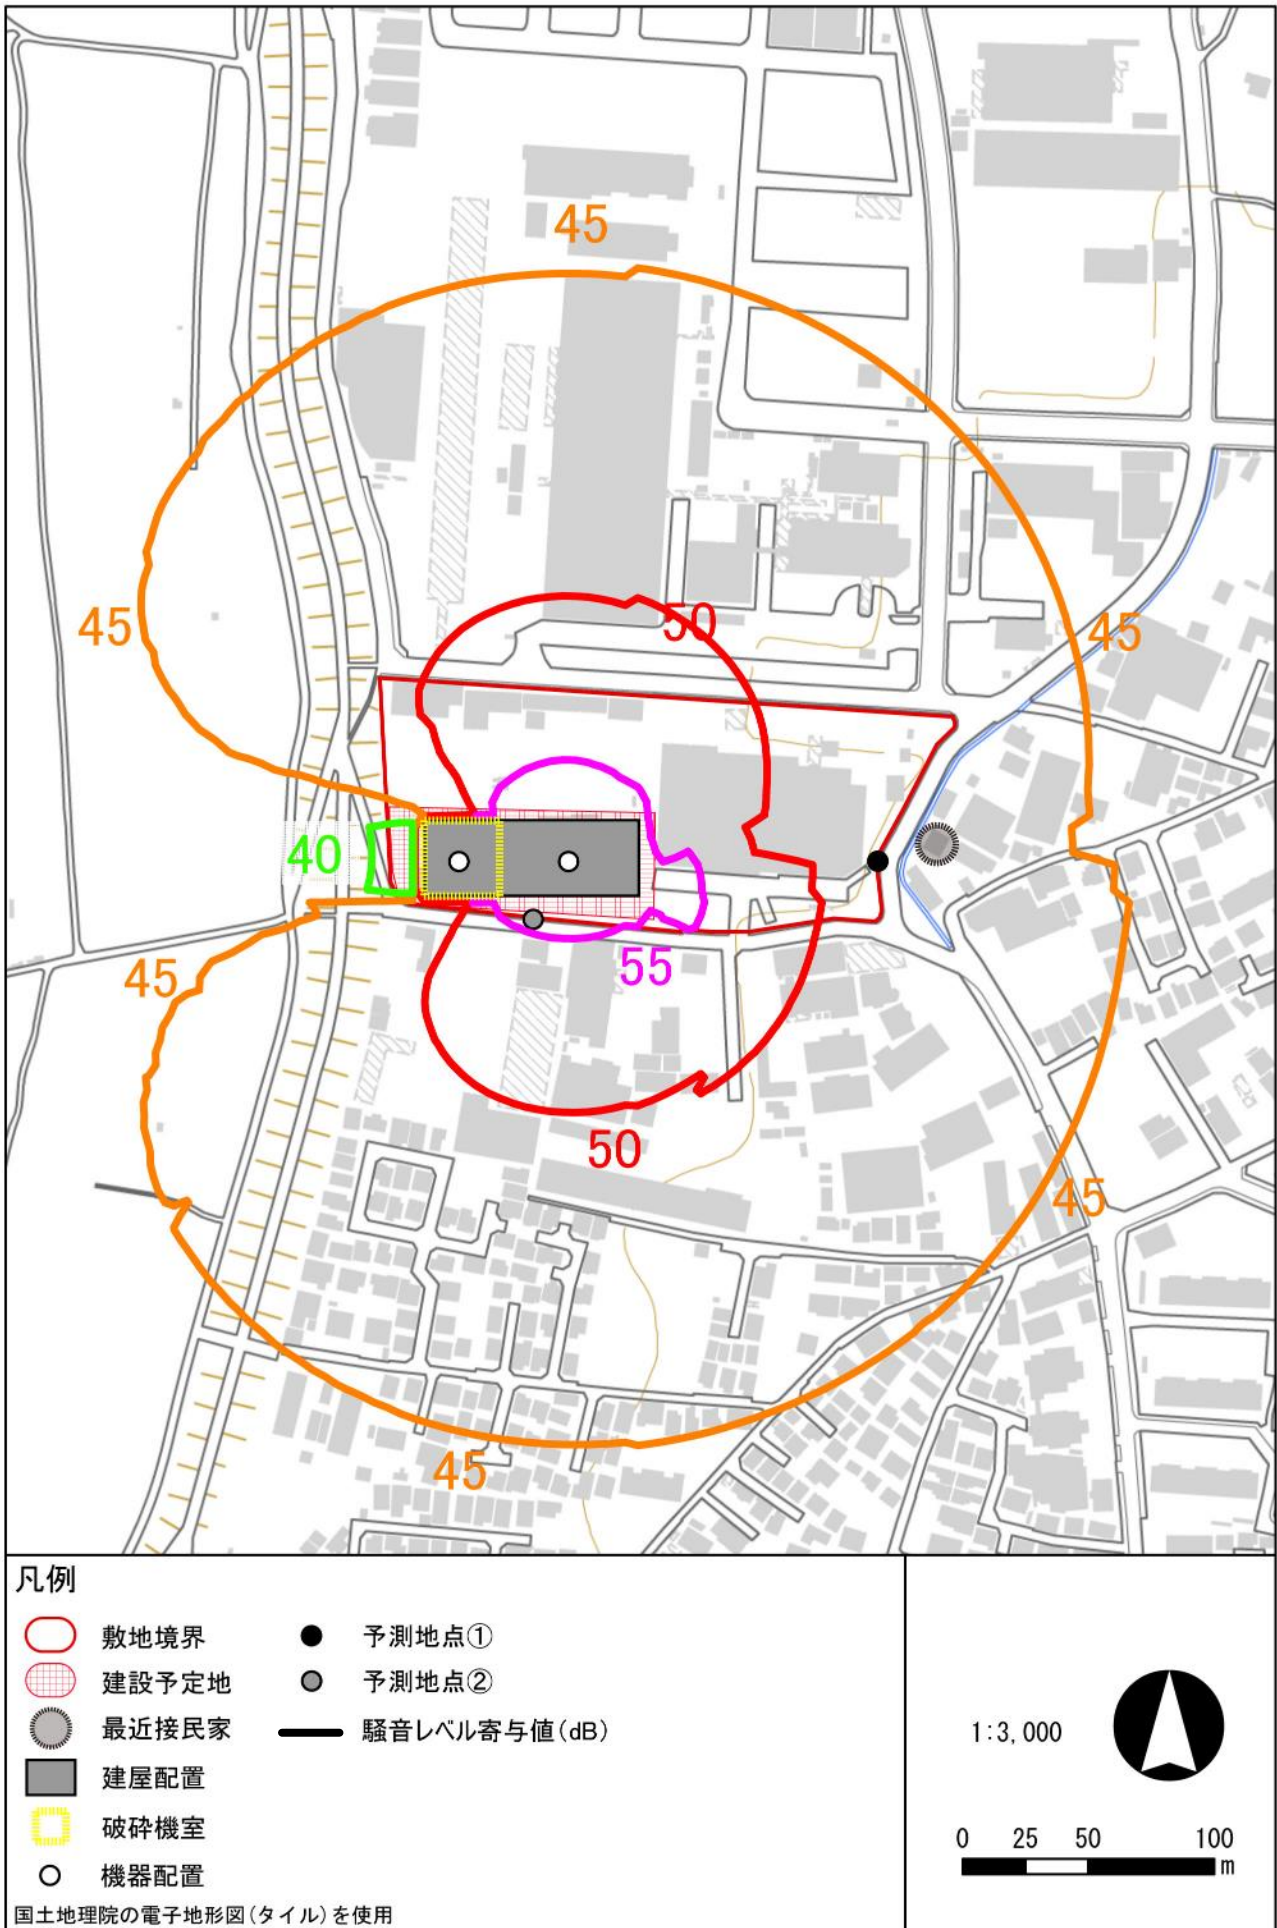 45
45
50
45
40
45
55
50
45
45
凡例
敷地境界
予測地点①
建設予定地
予測地点②
最近接民家
騒音レベル寄与値(dB)
建屋配置
破砕機室
機器配置
国土地理院の電子地形図(タイル)を使用
1:3,000
0 25 50 100
m